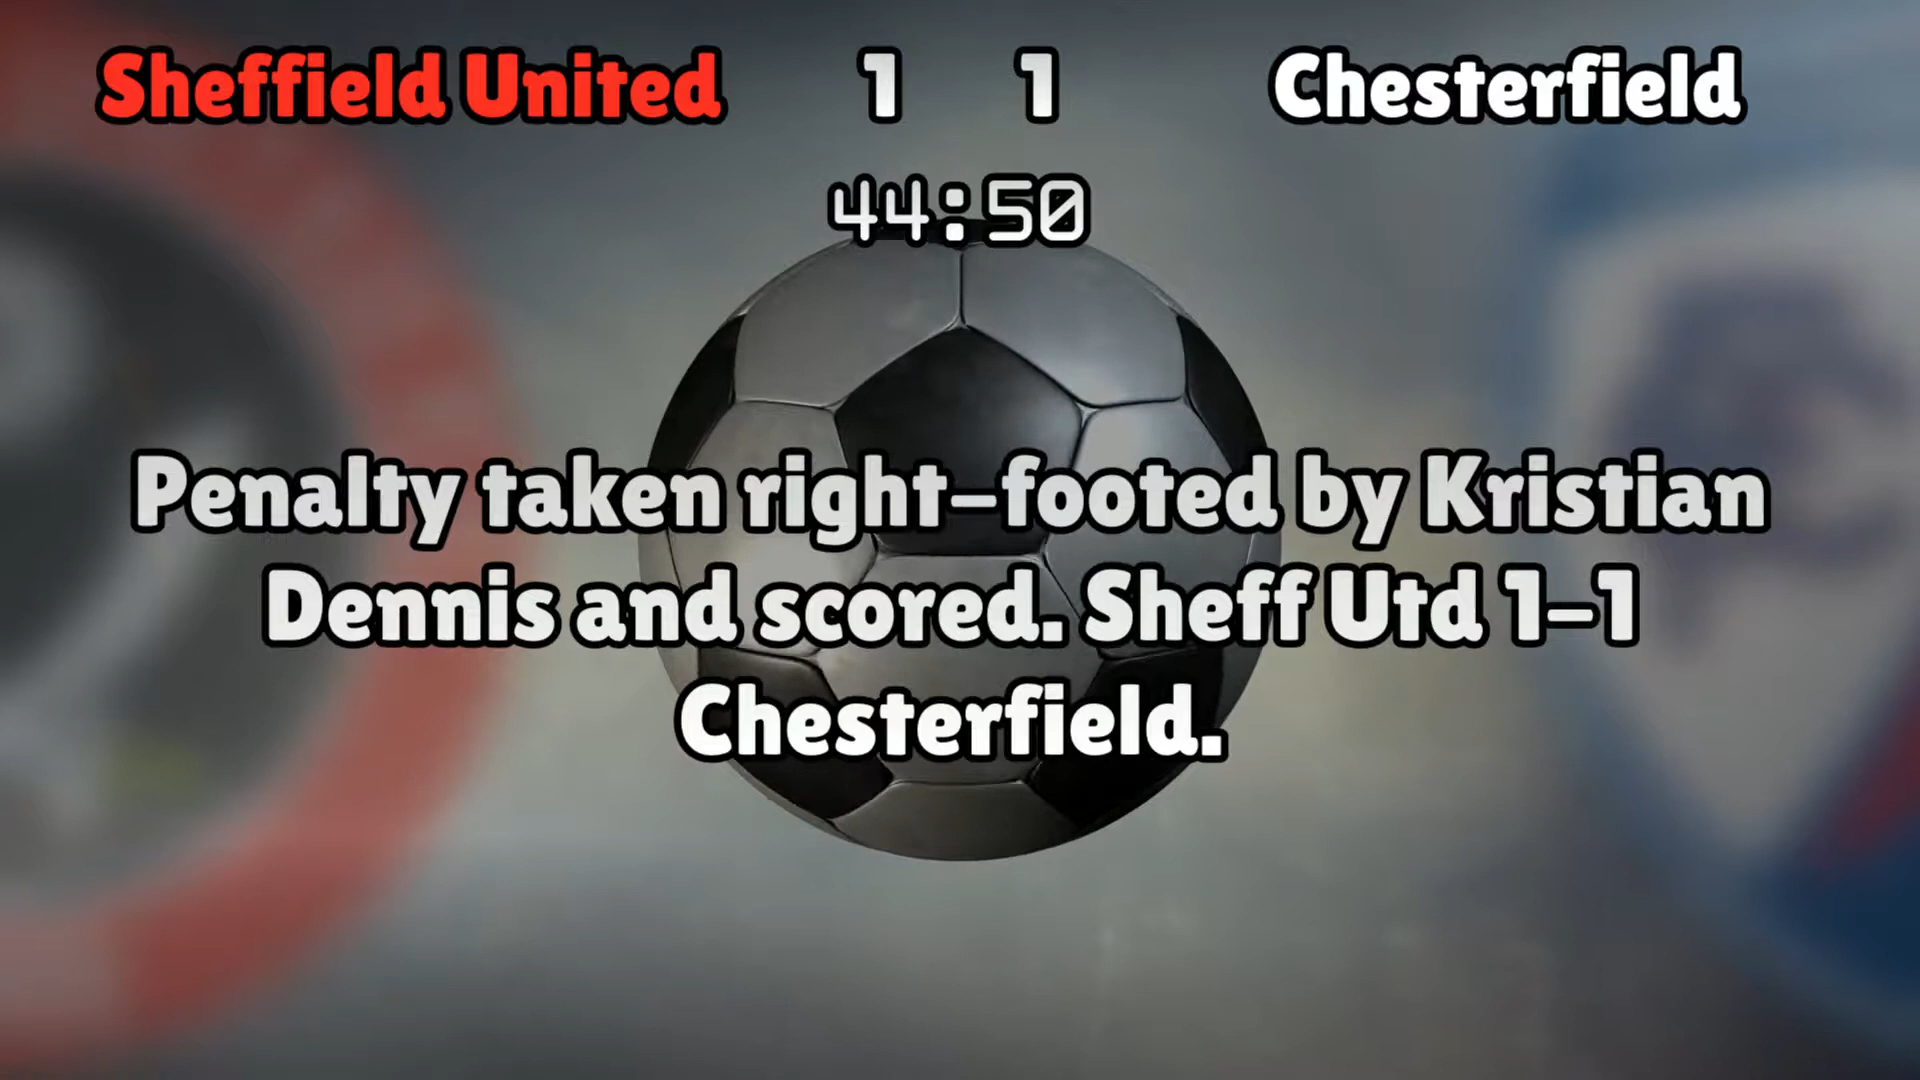 Sheffield United 1 1 Chesterfield
44:50
Penalty taken right-footed by Kristian
Dennis and scored. Sheff Utd 1-1
Chesterfield.